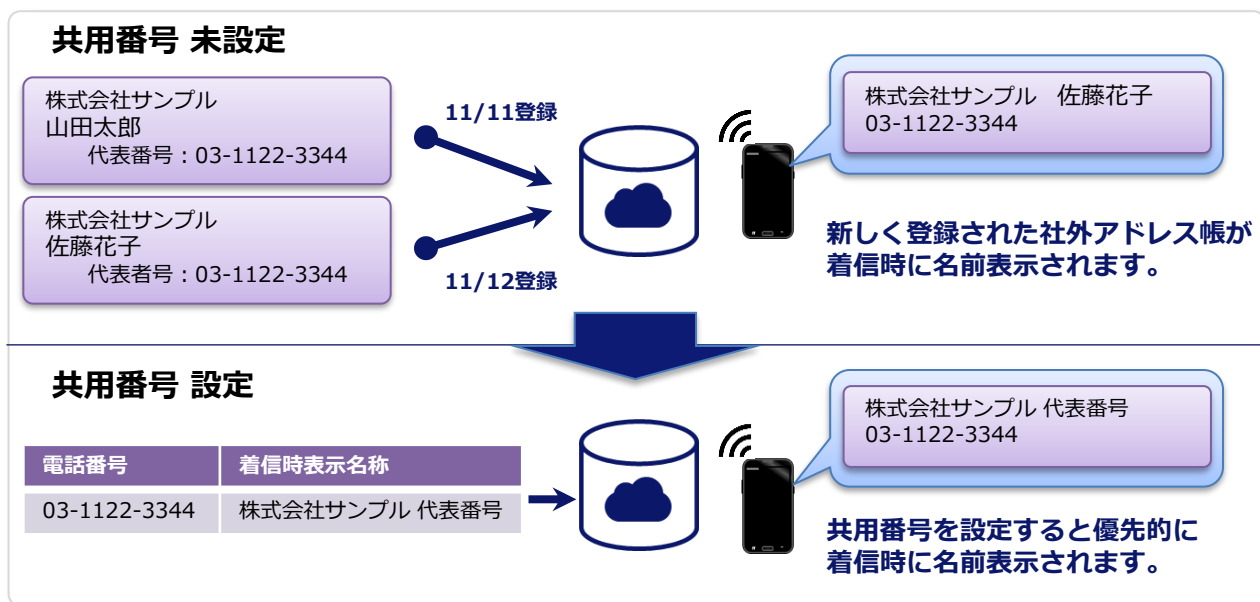 共用番号 未設定
株式会社サンプル
山田太郎
代表番号：03-1122-3344
株式会社サンプル
佐藤花子
代表者号：03-1122-3344
11/11登録
11/12登録
株式会社サンプル　佐藤花子
03-1122-3344
新しく登録された社外アドレス帳が
着信時に名前表示されます。
共用番号 設定
電話番号 着信時表示名称
03-1122-3344 株式会社サンプル 代表番号
株式会社サンプル 代表番号
03-1122-3344
共用番号を設定すると優先的に
着信時に名前表示されます。